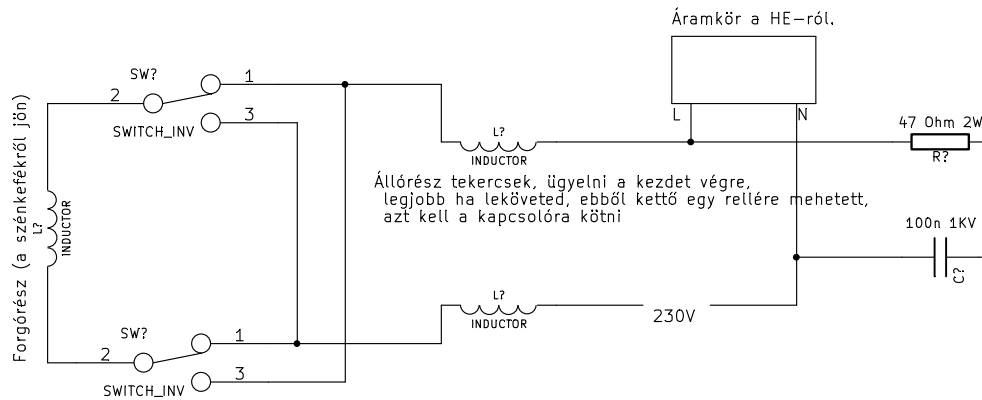 Áramkör a HE-ról.
L
N
47 Ohm 2W
R?
100n 1KV
C?
SW?
1
2
3
SWITCH_INV
L?
INDUCTOR
Állórész tekercsek, ügyelni a kezdet végre,
legjobb ha leköveted, ebből kettő egy rellére mehetett,
azt kell a kapcsolóra kötni
Forgórész (a szénkefékről jön)
L?
INDUCTOR
L?
INDUCTOR
230V
SW?
1
2
3
SWITCH_INV